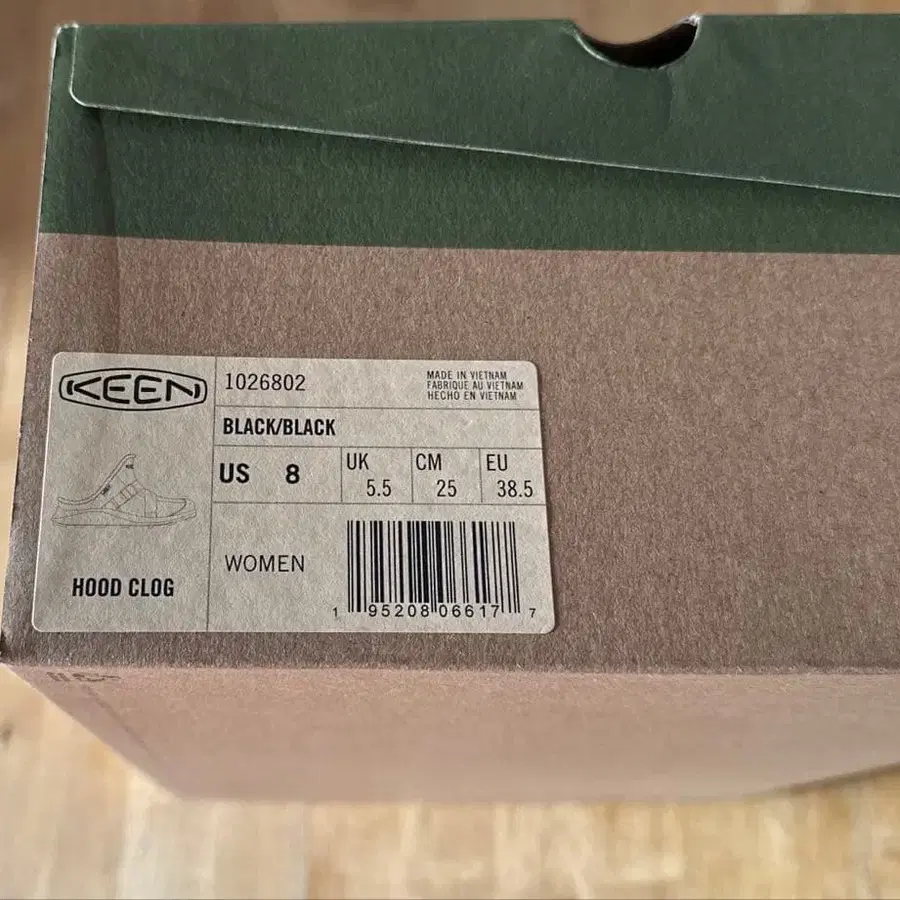 KEEN
1026802
MADE IN VIETNAM
FABRIQUE AU VIETNAM
HECHO EN VIETNAM
BLACK/BLACK
US 8
UK 5.5
CM 25
EU 38.5
WOMEN
HOOD CLOG
1 95208 06617 7